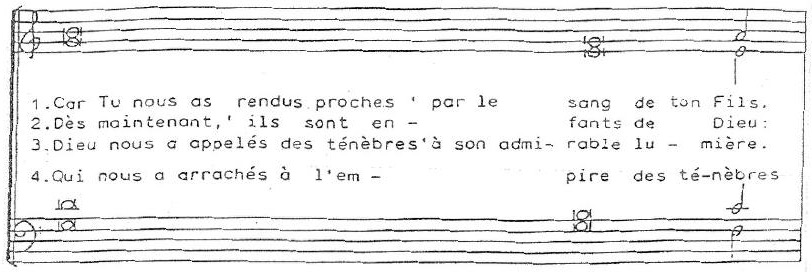 1.Car Tu nous as rendus proches ' par le sang de ton Fils.
2.Dès maintenant,' ils sont en - fants de Dieu:
3.Dieu nous a appelés des ténèbres'à son admi- rable lu - mière.
4.Qui nous a arrachés à l'em - pire des té-nèbres